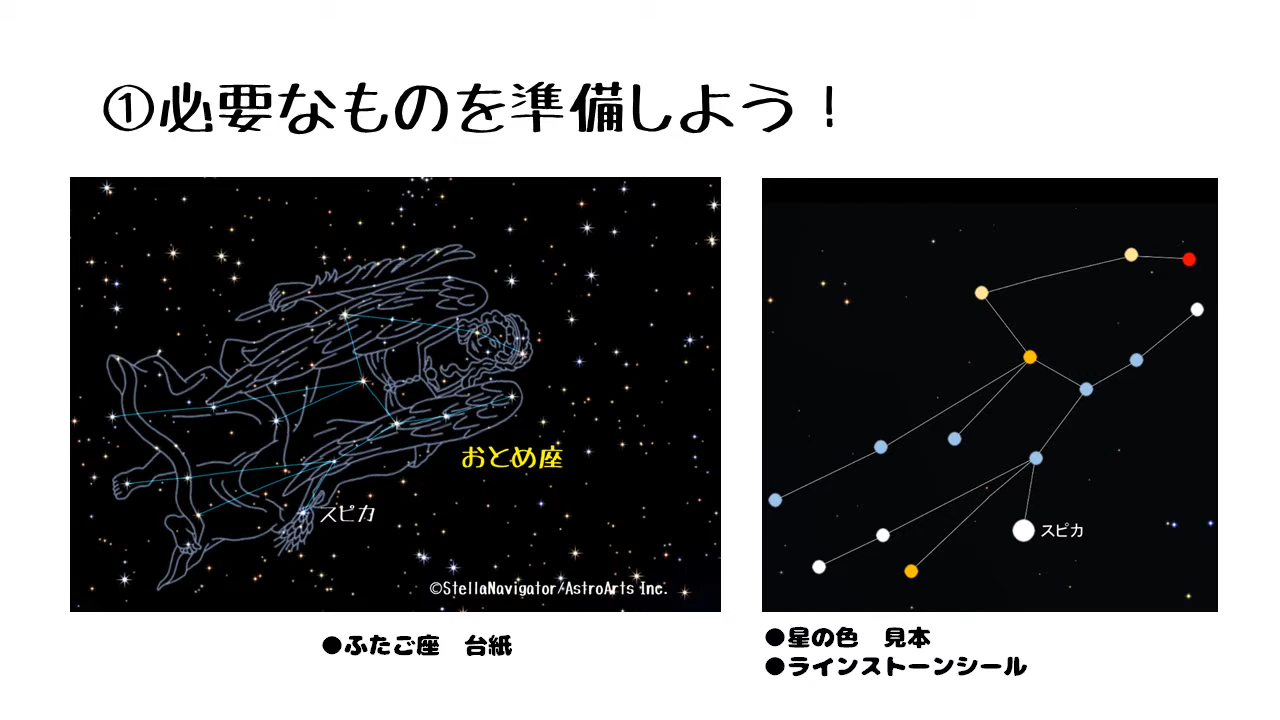 ①必要なものを準備しよう！
おとめ座
スピカ
©StellaNavigator/AstroArts Inc.
スピカ
●ふたご座　台紙
●星の色　見本
●ラインストーンシール